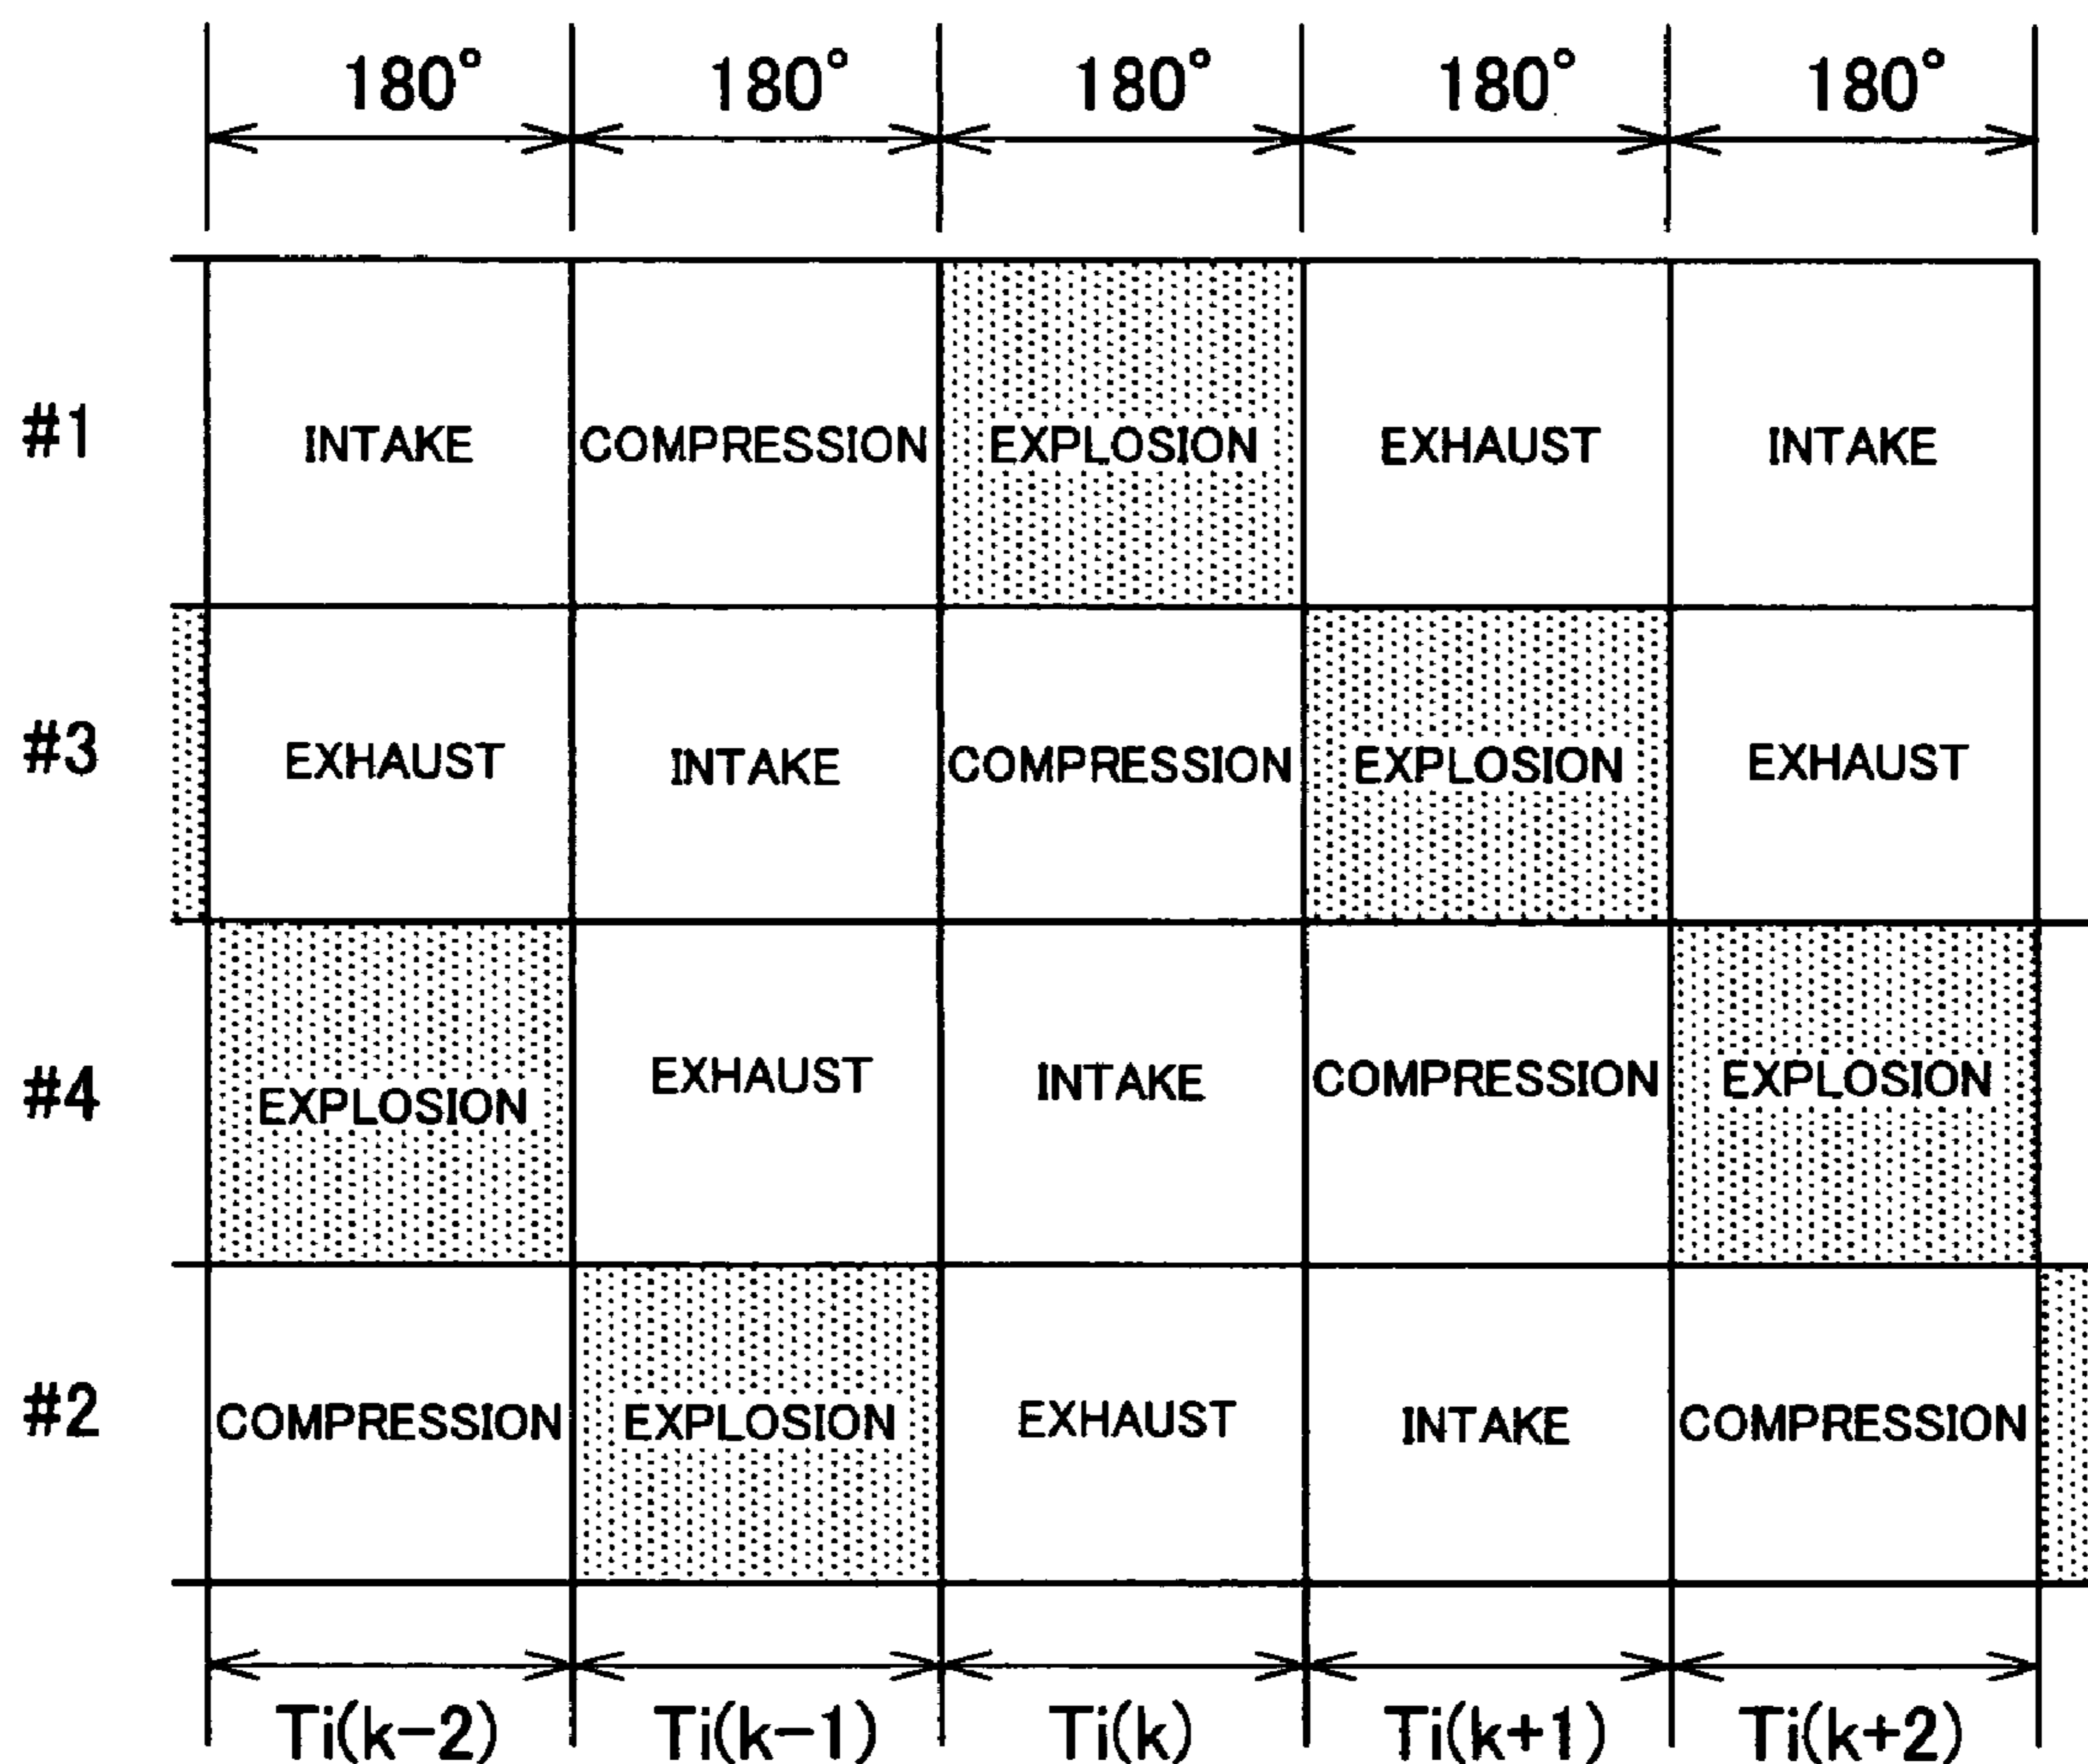 180° 180° 180° 180° 180°
#1 INTAKE COMPRESSION EXPLOSION EXHAUST INTAKE
#3 EXHAUST INTAKE COMPRESSION EXPLOSION EXHAUST
#4 EXPLOSION EXHAUST INTAKE COMPRESSION EXPLOSION
#2 COMPRESSION EXPLOSION EXHAUST INTAKE COMPRESSION
Ti(k-2) Ti(k-1) Ti(k) Ti(k+1) Ti(k+2)